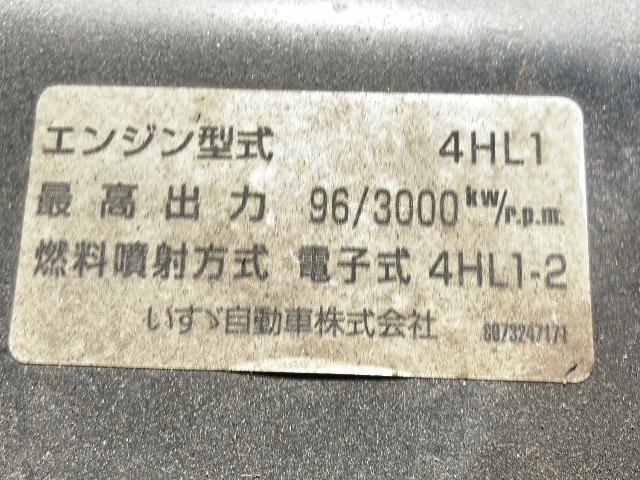 エンジン型式 4HL1
最高出力 96/3000 kw/r.p.m.
燃料噴射方式 電子式 4HL1-2
いすゞ自動車株式会社 8973247171